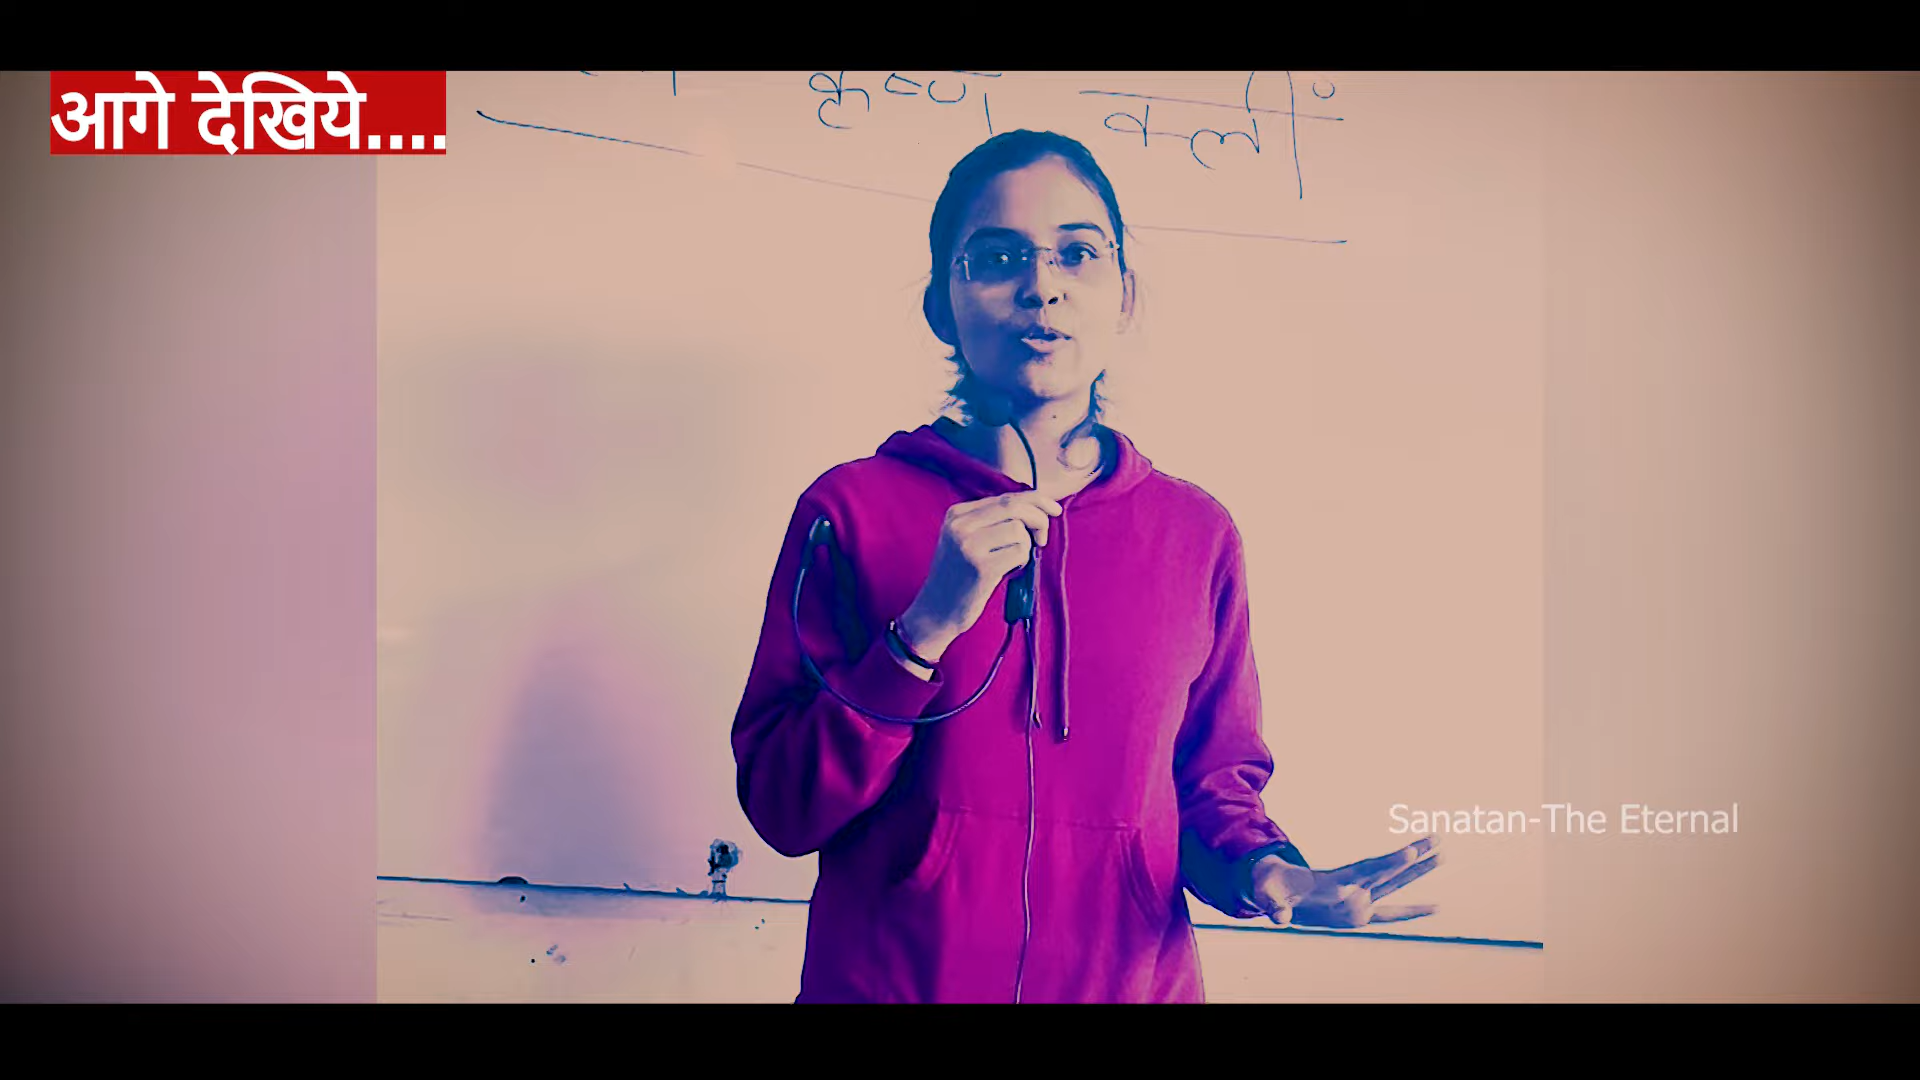 आगे देखिये....
कृष्ण
Sanatan-The Eternal